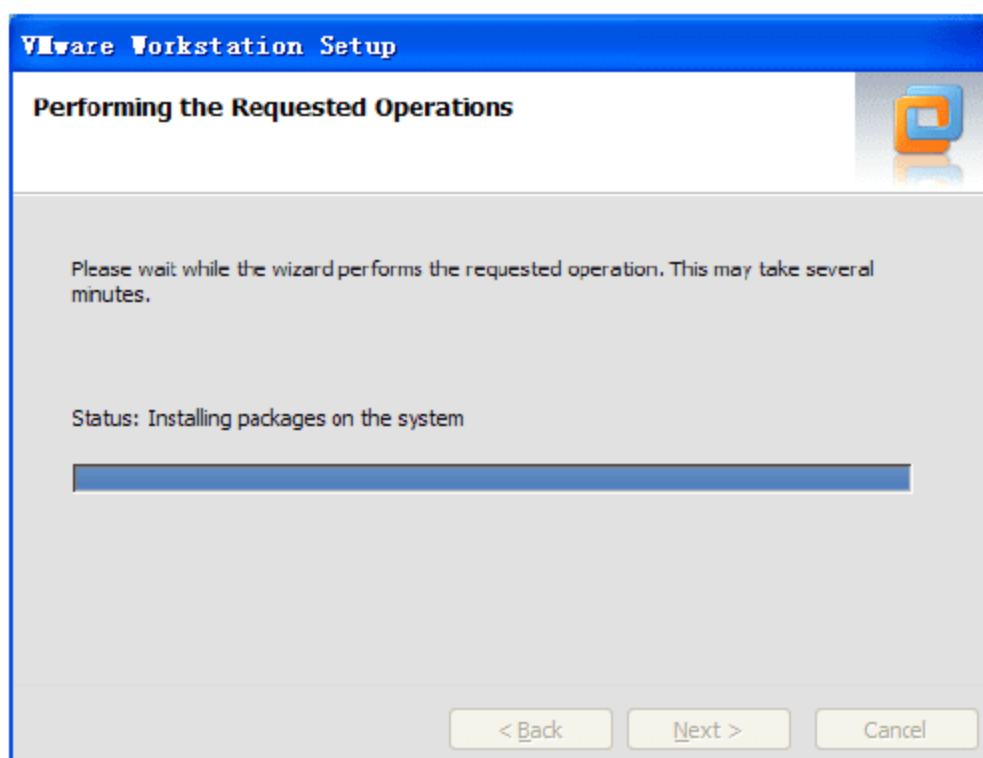 VMware Workstation Setup
Performing the Requested Operations
Please wait while the wizard performs the requested operation. This may take several
minutes.
Status: Installing packages on the system
< Back
Next >
Cancel